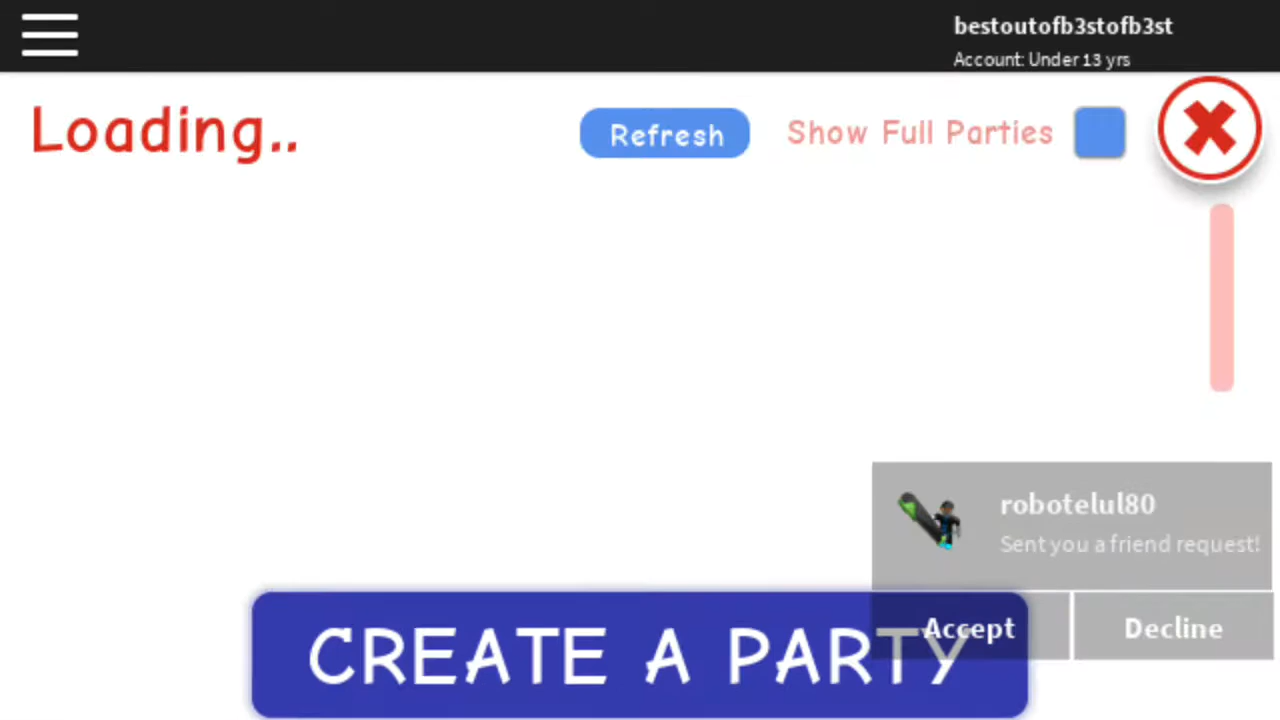 bestoutofb3stofb3st
Account: Under 13 yrs
Loading..
Refresh
Show Full Parties
robotelul80
Sent you a friend request!
Accept
Decline
CREATE A PARTY